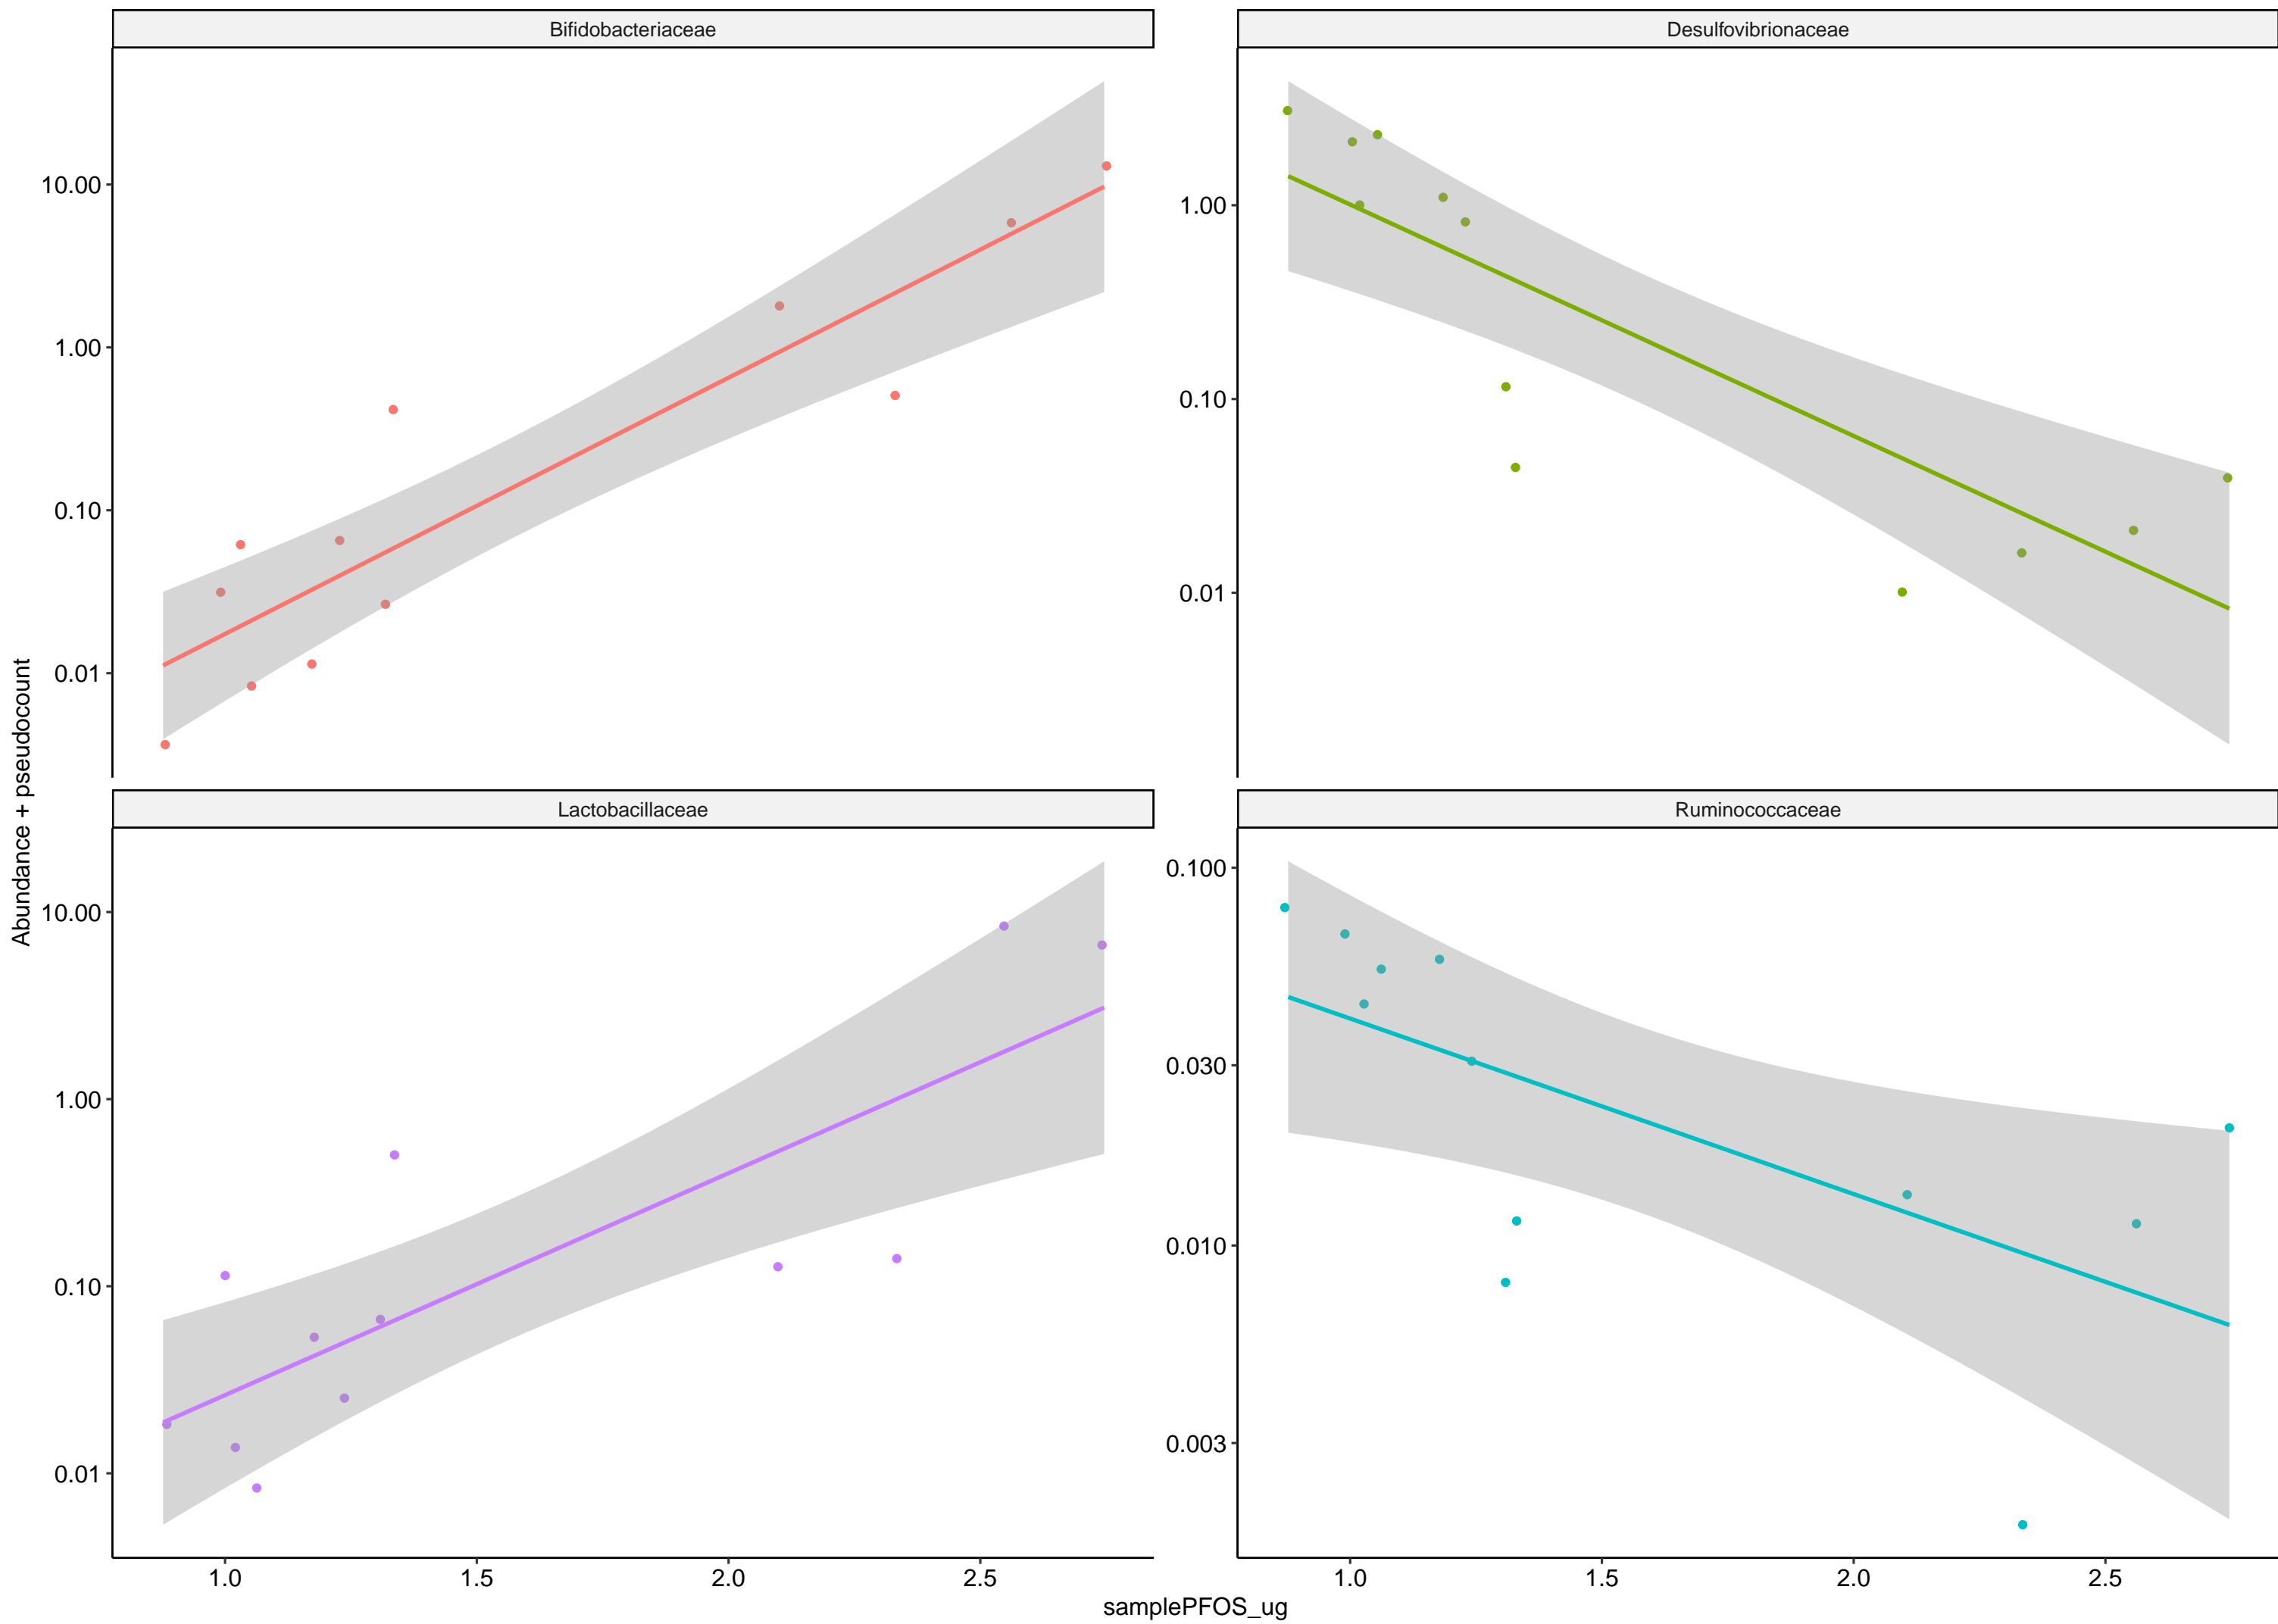 Bifidobacteriaceae
Desulfovibrionaceae
10.00
1.00
0.10
0.01
1.00
0.10
0.01
Abundance + pseudocount
Lactobacillaceae
Ruminococcaceae
10.00
1.00
0.10
0.01
0.100
0.030
0.010
0.003
1.0 1.5 2.0 2.5
1.0 1.5 2.0 2.5
samplePFOS_ug